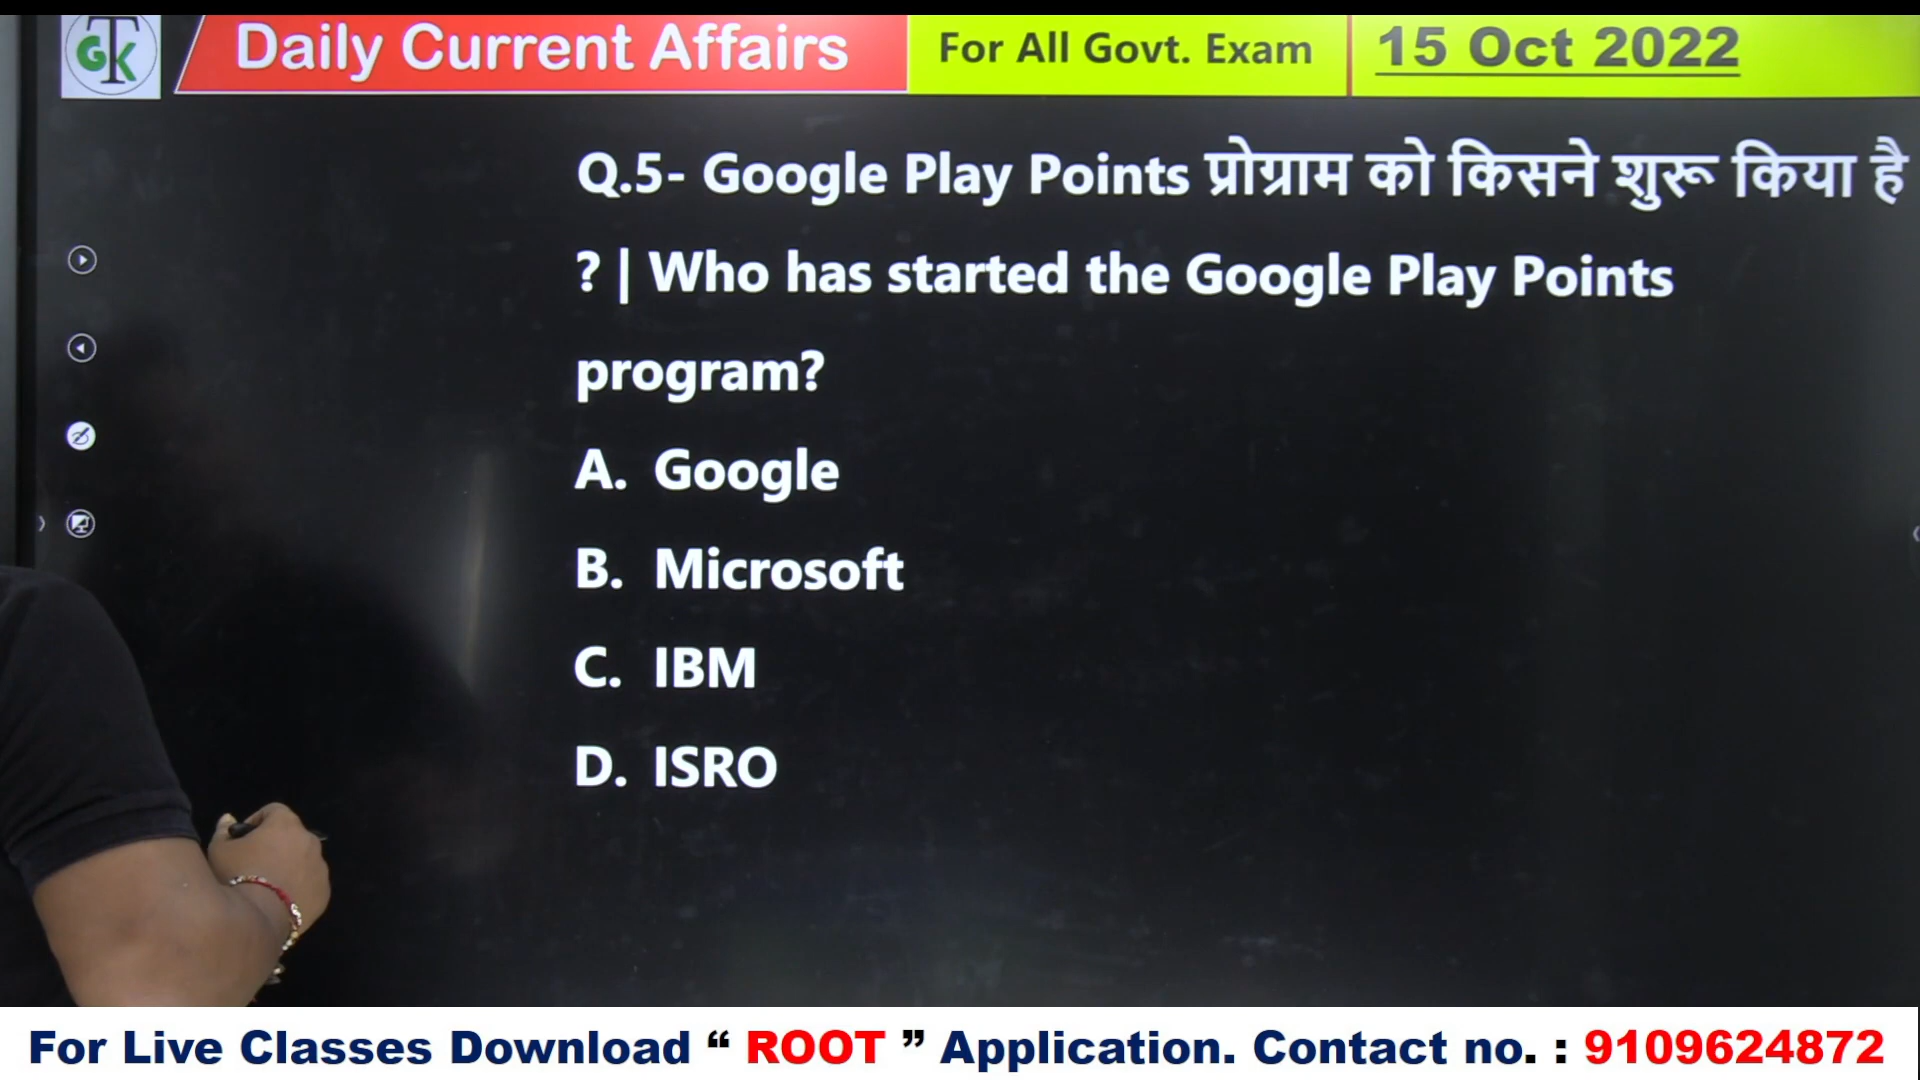 GTK
Daily Current Affairs
For All Govt. Exam
15 Oct 2022
Q.5- Google Play Points प्रोग्राम को किसने शुरू किया है
? | Who has started the Google Play Points
program?
A. Google
B. Microsoft
C. IBM
D. ISRO
For Live Classes Download “ ROOT ” Application. Contact no. : 9109624872